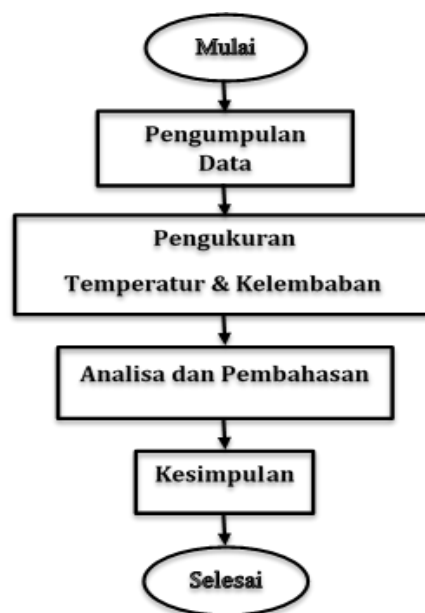 Mulai
Pengumpulan
Data
Pengukuran
Temperatur & Kelembaban
Analisa dan Pembahasan
Kesimpulan
Selesai